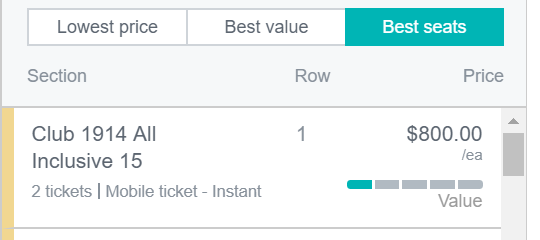 Lowest price Best value Best seats
Section Row Price
Club 1914 All 1 $800.00
Inclusive 15 /ea
2 tickets | Mobile ticket - Instant
Value